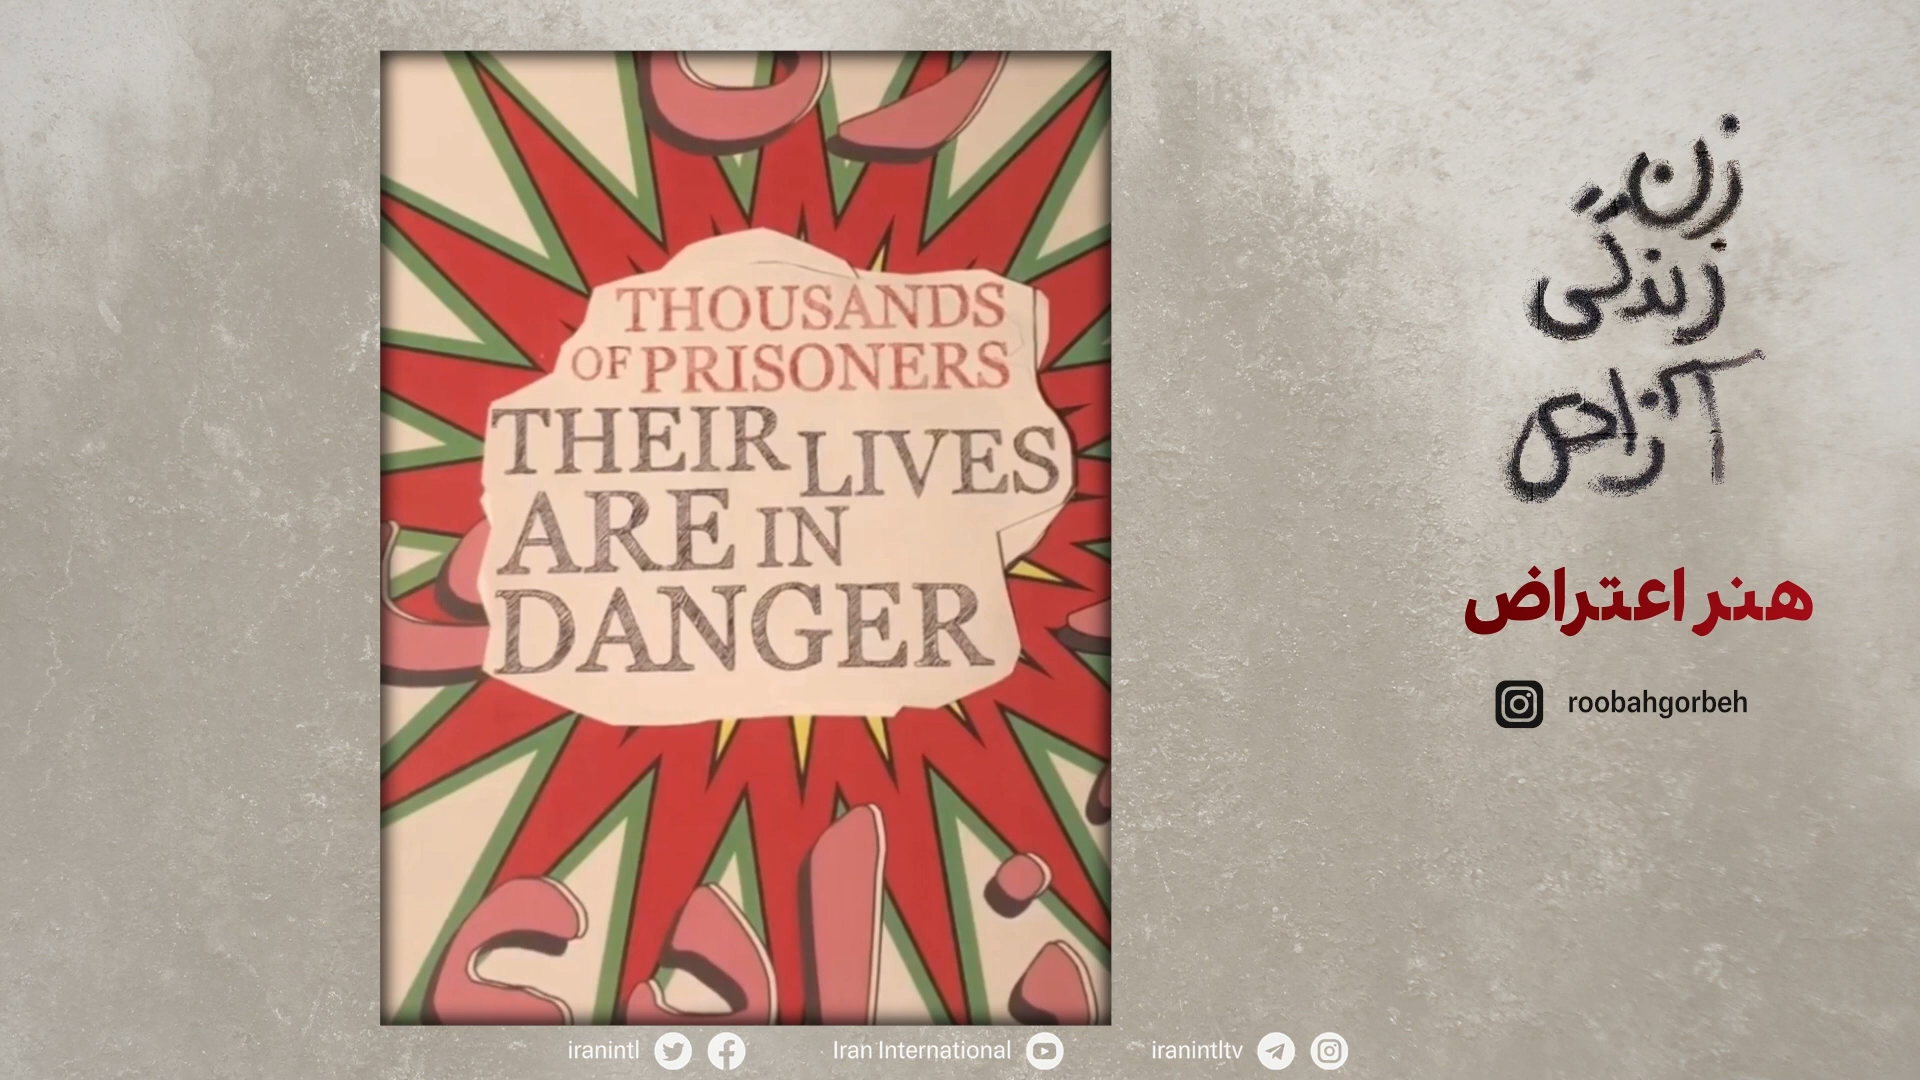 THOUSANDS
OF PRISONERS
THEIR LIVES
ARE IN
DANGER
زن
زندگی
آزادی
هنر اعتراض
roobahgorbeh
iranintl
Iran International
iranintltv